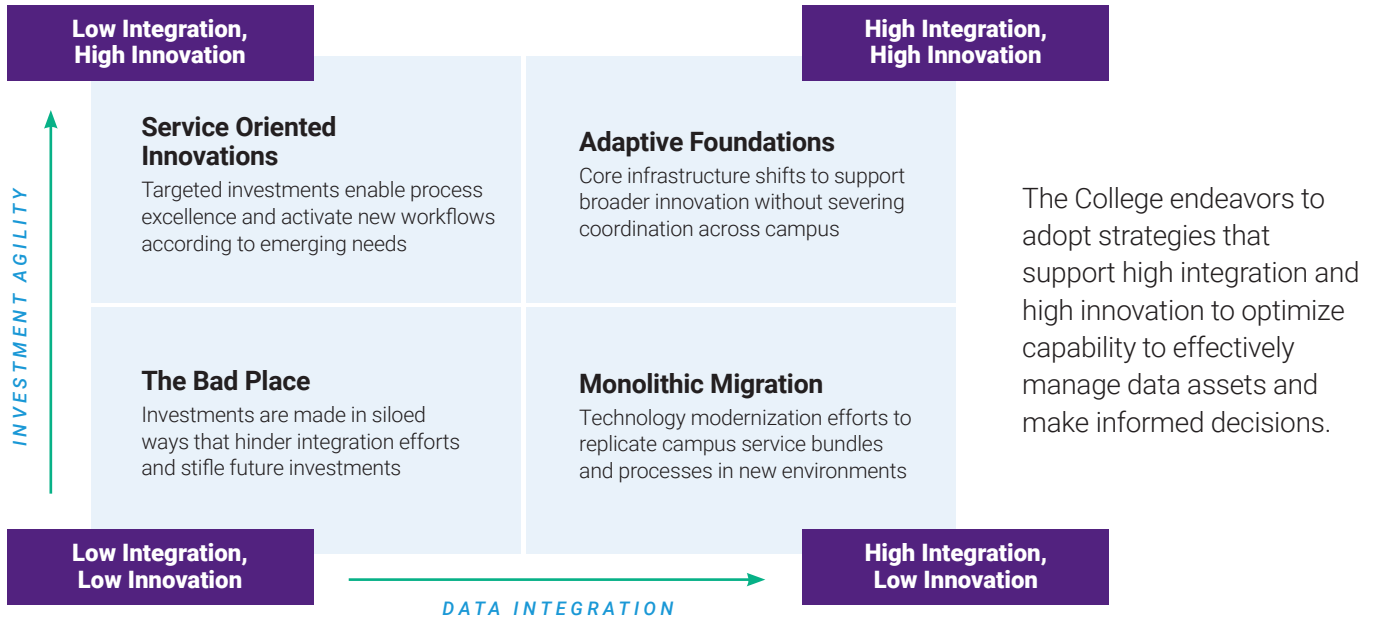 Low Integration,
High Innovation
High Integration,
High Innovation
INVESTMENT AGILITY
Service Oriented
Innovations
Targeted investments enable process
excellence and activate new workflows
according to emerging needs
Adaptive Foundations
Core infrastructure shifts to support
broader innovation without severing
coordination across campus
The Bad Place
Investments are made in siloed
ways that hinder integration efforts
and stifle future investments
Monolithic Migration
Technology modernization efforts to
replicate campus service bundles
and processes in new environments
Low Integration,
Low Innovation
High Integration,
Low Innovation
DATA INTEGRATION
The College endeavors to
adopt strategies that
support high integration and
high innovation to optimize
capability to effectively
manage data assets and
make informed decisions.